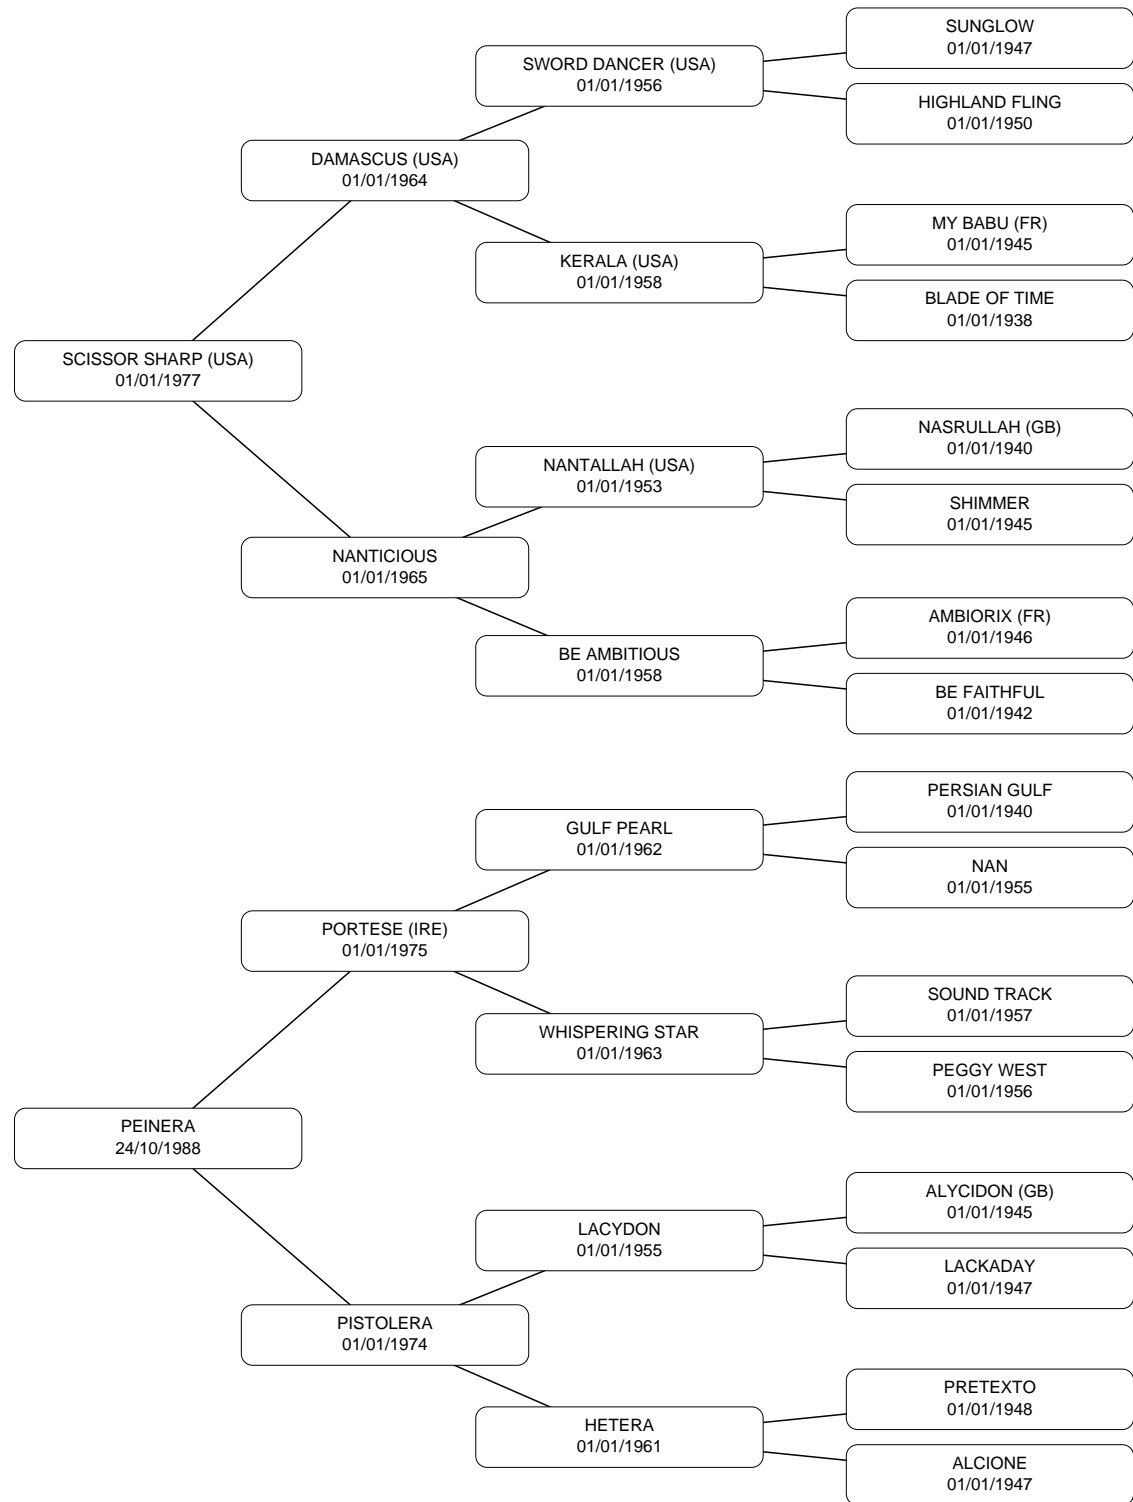 SUNGLOW
01/01/1947
SWORD DANCER (USA)
01/01/1956
HIGHLAND FLING
01/01/1950
DAMASCUS (USA)
01/01/1964
MY BABU (FR)
01/01/1945
KERALA (USA)
01/01/1958
BLADE OF TIME
01/01/1938
SCISSOR SHARP (USA)
01/01/1977
NASRULLAH (GB)
01/01/1940
NANTALLAH (USA)
01/01/1953
SHIMMER
01/01/1945
NANTICIOUS
01/01/1965
AMBIORIX (FR)
01/01/1946
BE AMBITIOUS
01/01/1958
BE FAITHFUL
01/01/1942
PERSIAN GULF
01/01/1940
GULF PEARL
01/01/1962
NAN
01/01/1955
PORTESE (IRE)
01/01/1975
SOUND TRACK
01/01/1957
WHISPERING STAR
01/01/1963
PEGGY WEST
01/01/1956
PEINERA
24/10/1988
ALYCIDON (GB)
01/01/1945
LACYDON
01/01/1955
LACKADAY
01/01/1947
PISTOLERA
01/01/1974
PRETEXTO
01/01/1948
HETERA
01/01/1961
ALCIONE
01/01/1947